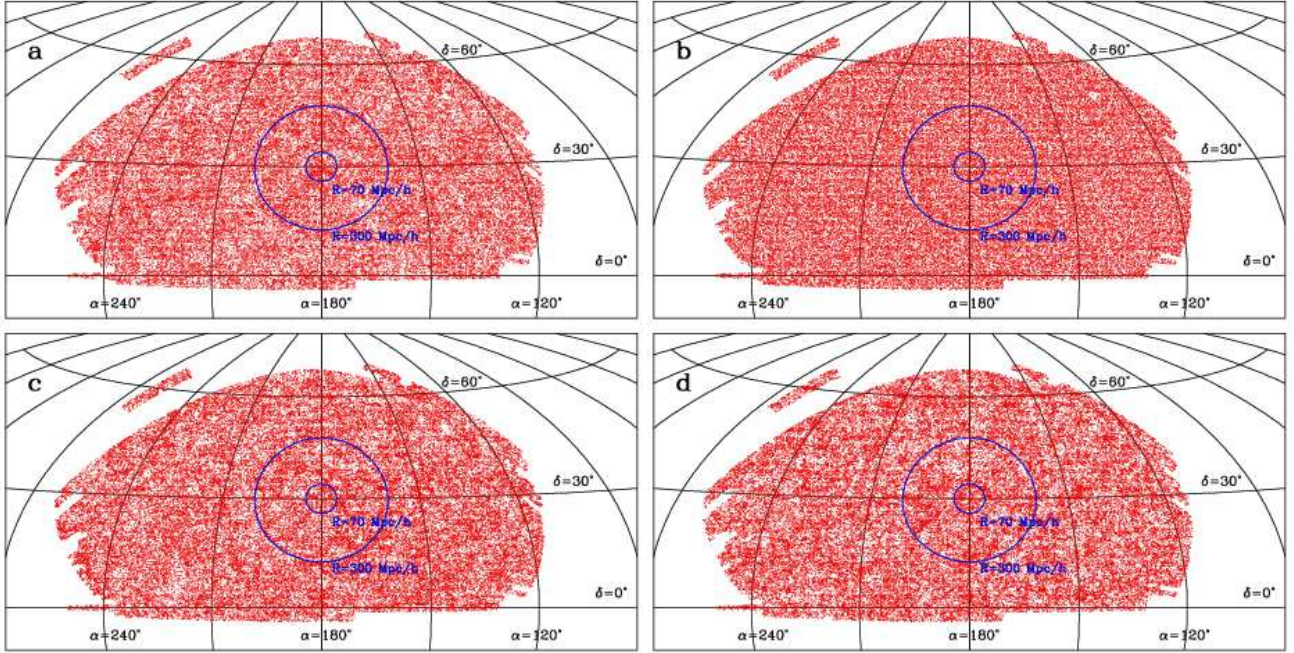 a
δ=60°
δ=30°
R=70 Mpc/h
R=300 Mpc/h
δ=0°
α=240° α=180° α=120°
b
δ=60°
δ=30°
R=70 Mpc/h
R=300 Mpc/h
δ=0°
α=240° α=180° α=120°
c
δ=60°
δ=30°
R=70 Mpc/h
R=300 Mpc/h
δ=0°
α=240° α=180° α=120°
d
δ=60°
δ=30°
R=70 Mpc/h
R=300 Mpc/h
δ=0°
α=240° α=180° α=120°